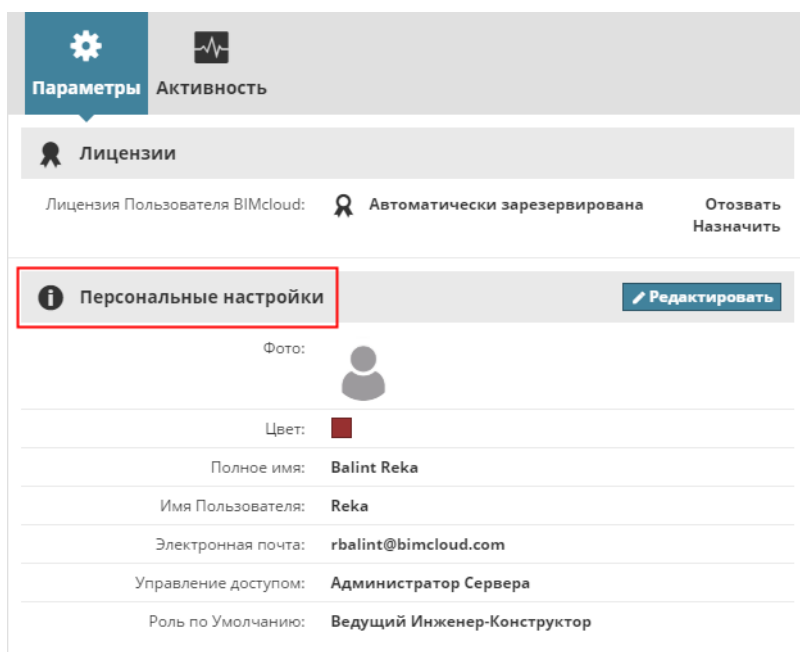 Параметры Активность
Лицензии
Лицензия Пользователя BIMcloud: Автоматически зарезервирована Отозвать
Назначить
Персональные настройки Редактировать
Фото:
Цвет:
Полное имя: Balint Reka
Имя Пользователя: Reka
Электронная почта: rbalint@bimcloud.com
Управление доступом: Администратор Сервера
Роль по Умолчанию: Ведущий Инженер-Конструктор